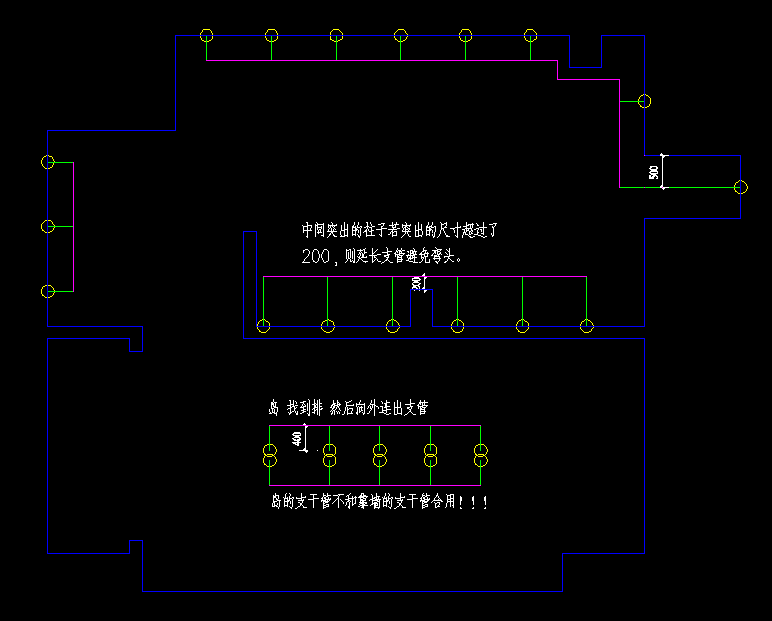 500
中间突出的柱子若突出的尺寸超过了
200，则延长支管避免弯头。
200
岛 找到排 然后向外连出支管
400
岛的支干管不和靠墙的支干管合用！！！